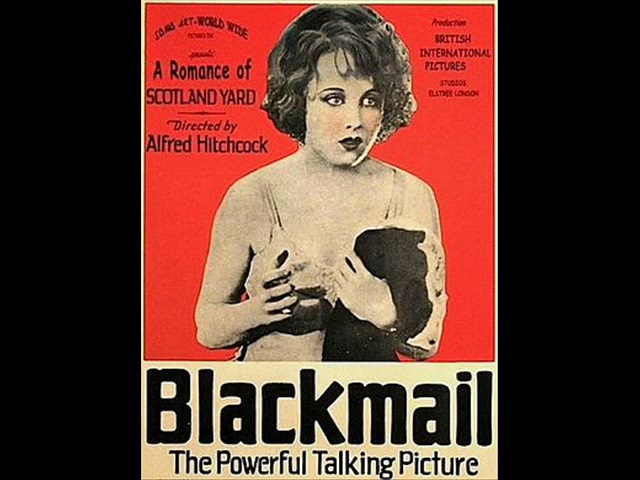 SONO ART-WORLD WIDE
PICTURES INC
presents
A Romance of
SCOTLAND YARD
Directed by
Alfred Hitchcock
Production
BRITISH
INTERNATIONAL
PICTURES
STUDIOS
ELSTREE LONDON
Blackmail
The Powerful Talking Picture